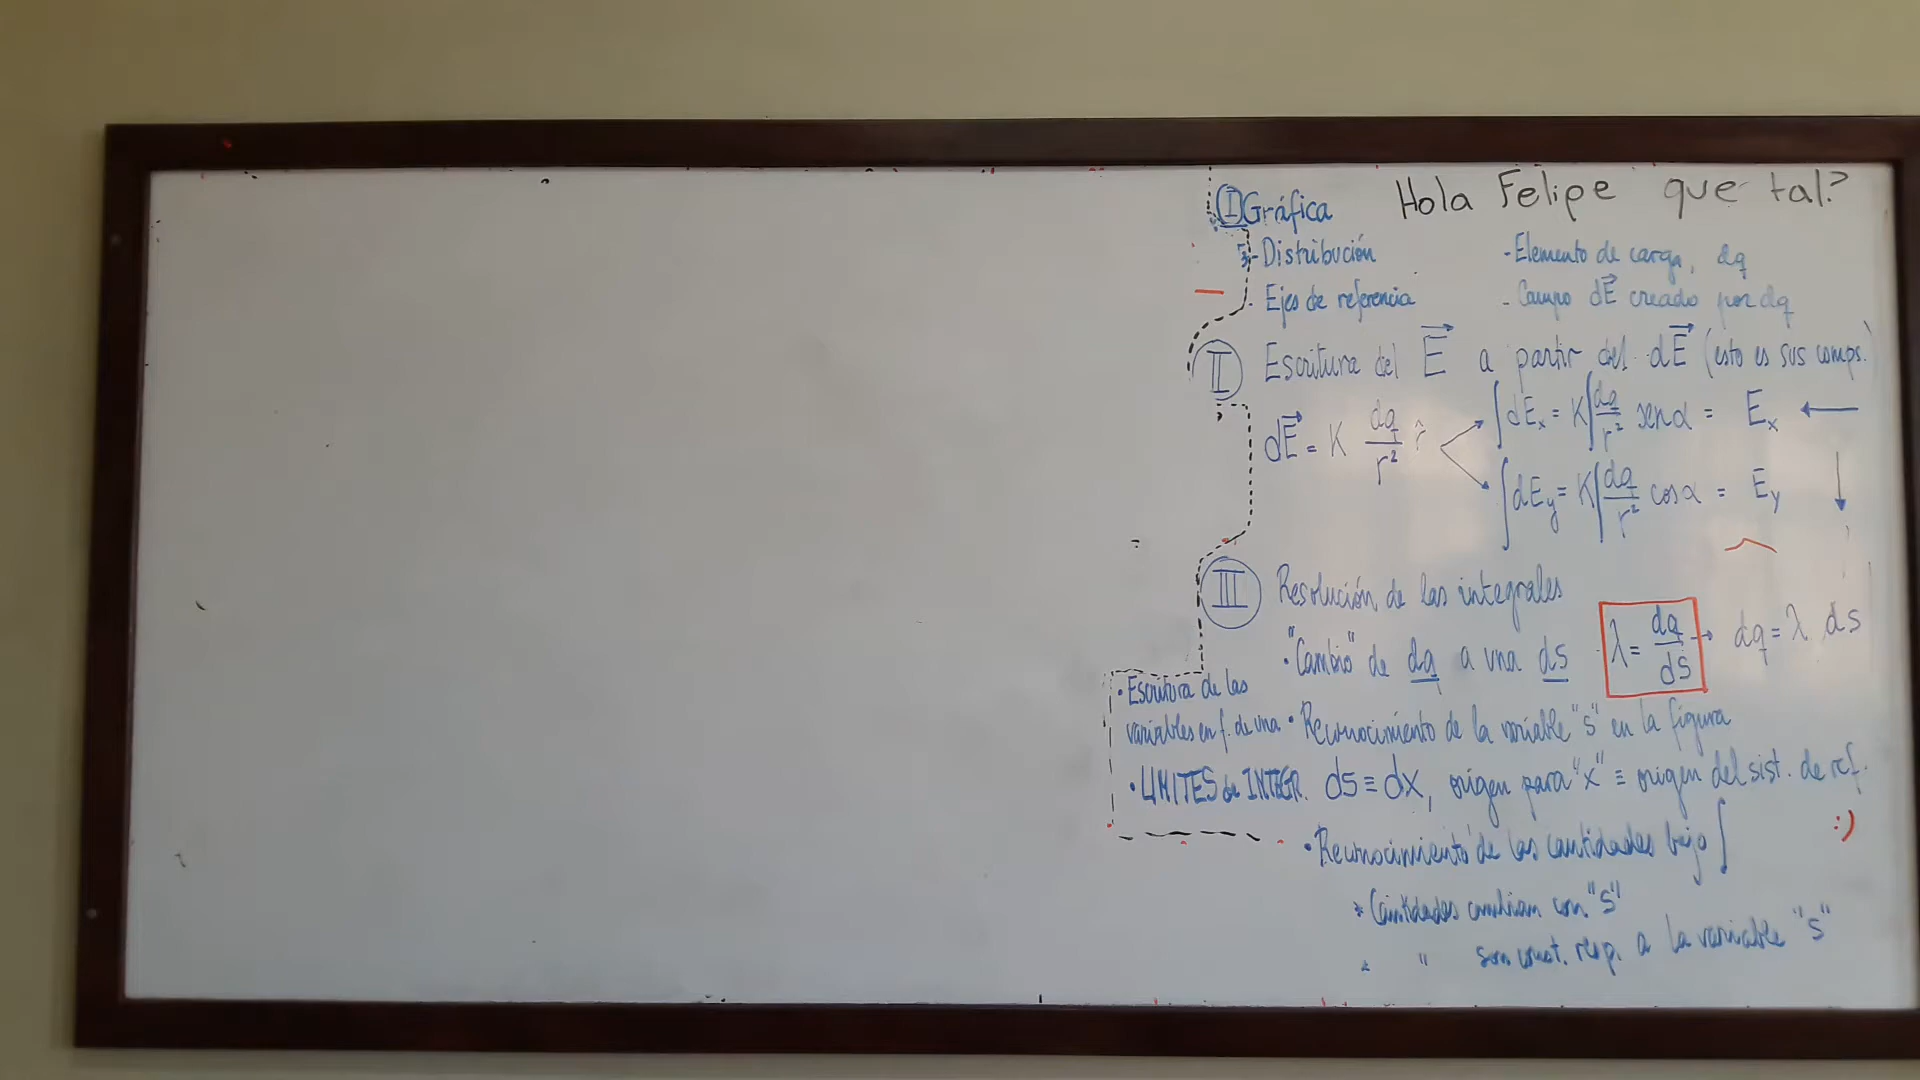 Hola Felipe que tal?
I Gráfica
- Distribución
- Ejes de referencia
- Elemento de carga, dq
- Campo dE⃗ creado por dq
II Escritura del E⃗ a partir del dE⃗ (esto es sus comps.)
dE⃗ = K dq/r² r̂
∫dEx = K∫dq/r² senα = Ex
∫dEy = K∫dq/r² cosα = Ey
III Resolución de las integrales
• "Cambio" de dq a una ds
λ = dq/ds → dq = λ ds
• Reconocimiento de la variable "s" en la figura
ds ≡ dx, origen para "x" ≡ origen del sist. de ref.
• Reconocimiento de las cantidades bajo ∫
:)
* Cantidades cambian con "s"
* " son const. resp. a la variable "s"
• Escritura de las
variables en f. de una
• LIMITES de INTEGR.